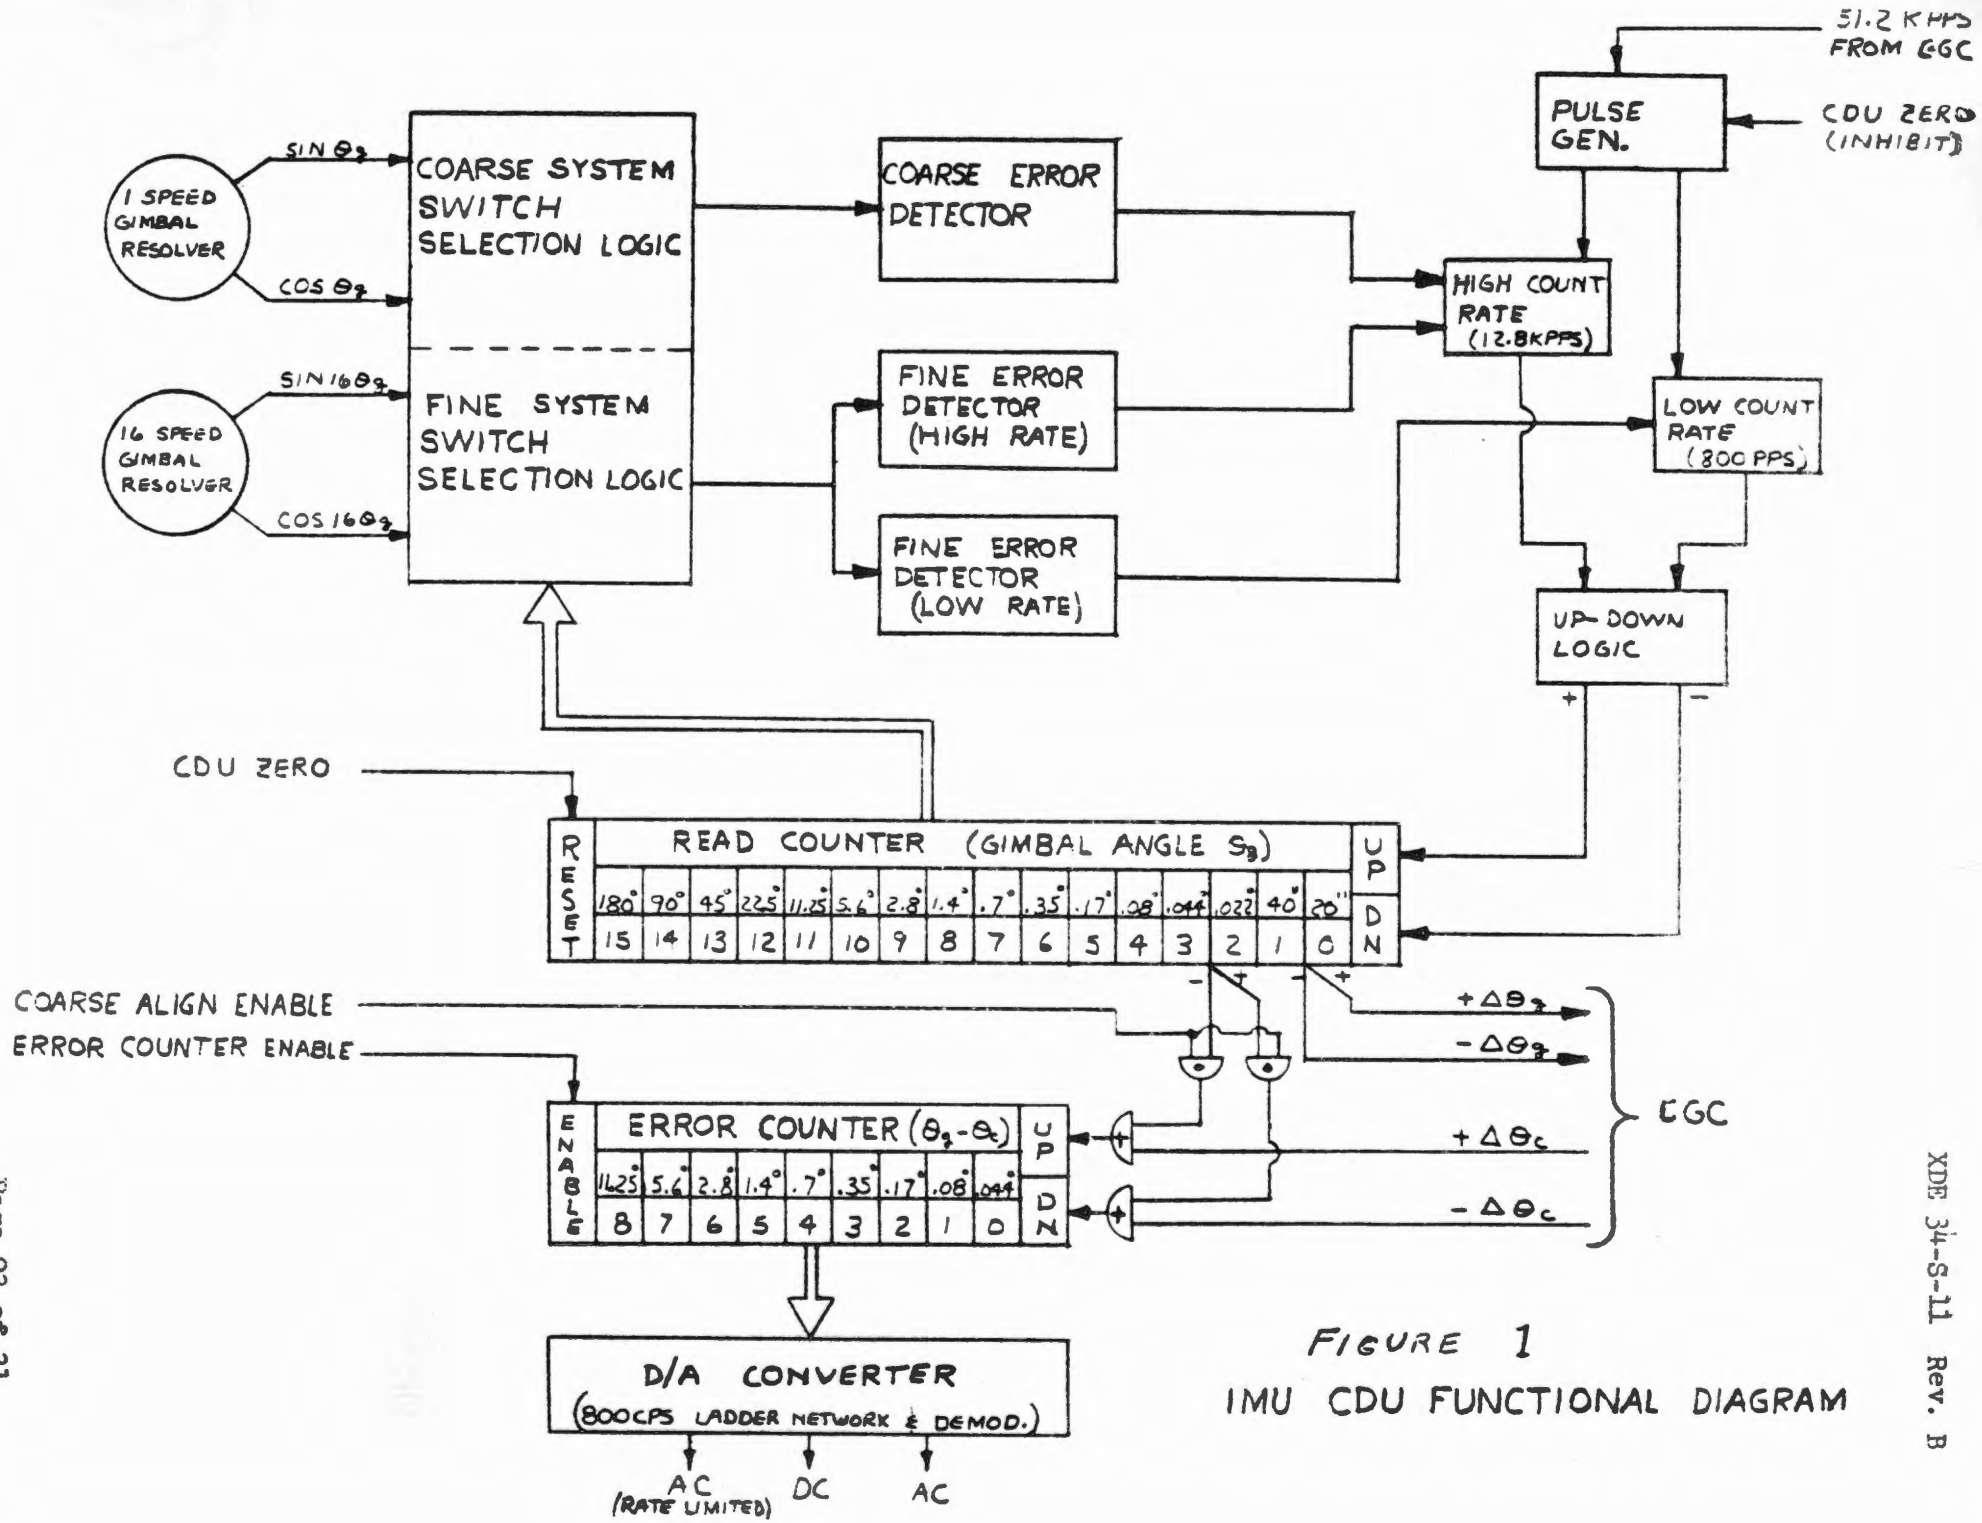 51.2 KPPS
FROM CGC
CDU ZERO
(INHIBIT)
PULSE
GEN.
1 SPEED
GIMBAL
RESOLVER
SIN θg
COS θg
COARSE SYSTEM
SWITCH
SELECTION LOGIC
COARSE ERROR
DETECTOR
HIGH COUNT
RATE
(12.8KPPS)
16 SPEED
GIMBAL
RESOLVER
SIN 16θg
COS 16θg
FINE SYSTEM
SWITCH
SELECTION LOGIC
FINE ERROR
DETECTOR
(HIGH RATE)
LOW COUNT
RATE
(800 PPS)
FINE ERROR
DETECTOR
(LOW RATE)
UP-DOWN
LOGIC
+ -
CDU ZERO
RESET
READ COUNTER (GIMBAL ANGLE S3)
UP
DN
180° 90° 45° 22.5° 11.25° 5.6° 2.8° 1.4° .7° .35° .17° .08° .044° .022° 40" 20"
15 14 13 12 11 10 9 8 7 6 5 4 3 2 1 0
- + - +
COARSE ALIGN ENABLE
ERROR COUNTER ENABLE
+ Δθg
- Δθg
+ Δθc
- Δθc
CGC
ENABLE
ERROR COUNTER (θg-θc)
UP
DN
11.25° 5.6° 2.8° 1.4° .7° .35° .17° .08° .044°
8 7 6 5 4 3 2 1 0
+
+
D/A CONVERTER
(800CPS LADDER NETWORK & DEMOD.)
AC
(RATE LIMITED)
DC
AC
FIGURE 1
IMU CDU FUNCTIONAL DIAGRAM
XDE 34-S-11 Rev. B